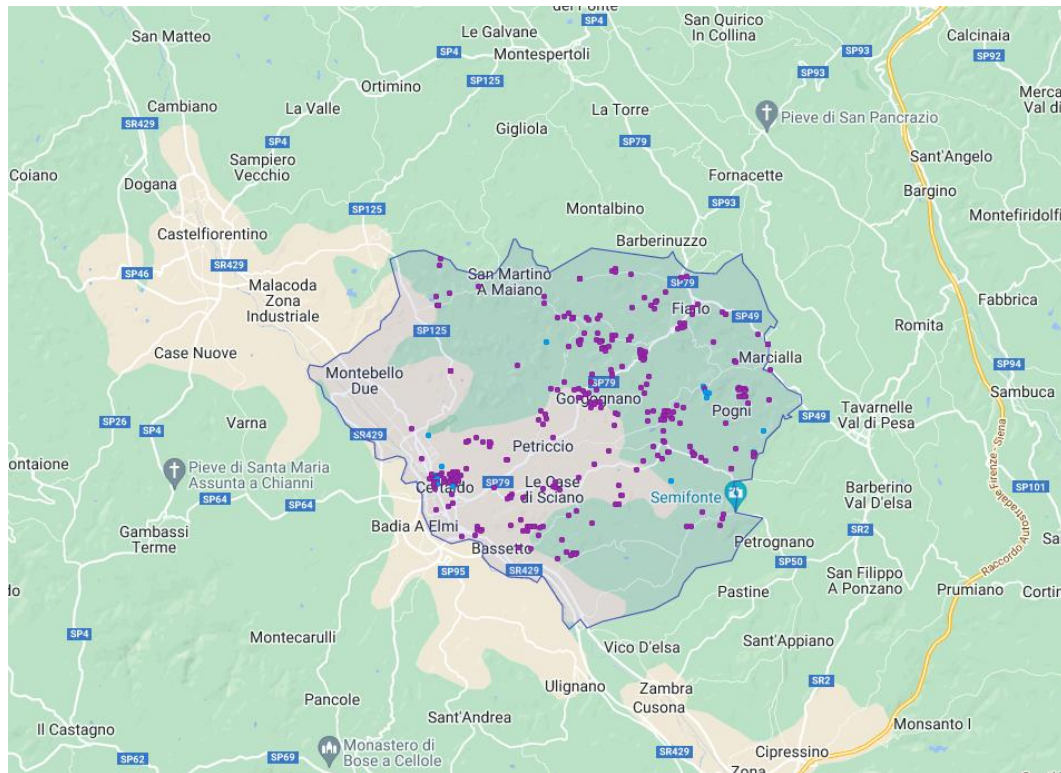 del Ponte
SP4
San Matteo
Le Galvane
San Quirico
In Collina
Calcinaia
SP4
Montespertoli
SP93
SP92
Ortimino
SP125
SP93
Cambiano
La Valle
La Torre
Pieve di San Pancrazio
SR429
Gigliola
SP79
SP4
Sampiero
Vecchio
Sant'Angelo
Coiano
Dogana
Fornacette
Bargino
SP125
Montalbino
SP93
Castelfiorentino
Barberinuzzo
SR429
SP46
San Martino
A Maiano
SP79
Malacoda
Zona
Industriale
Fiano
SP49
Fabbrica
SP125
Romita
Case Nuove
Marcialla
Montebello
Due
SP79
SP94
Gorgognano
Sambuca
SP26
Varna
Pogni
SP49
Tavarnelle
Val di Pesa
SP4
SR429
Petriccio
Raccordo Autostradale Firenze - Siena
Pieve di Santa Maria
Assunta a Chianni
SP79
Le Case
di Sciano
Certaldo
Semifonte
SP101
SP64
SP64
Barberino
Val D'elsa
Gambassi
Terme
Badia A Elmi
SR2
Bassetto
Petrognano
SP95
SR429
SP50
San Filippo
A Ponzano
Prumiano
Pastine
SP4
Montecarulli
Vico D'elsa
Sant'Appiano
SR2
Ulignano
Zambra
Cusona
Pancole
Sant'Andrea
Monsanto
Il Castagno
Monastero di
Bose a Cellole
SP62
SP69
SR429
Cipressino
Zona